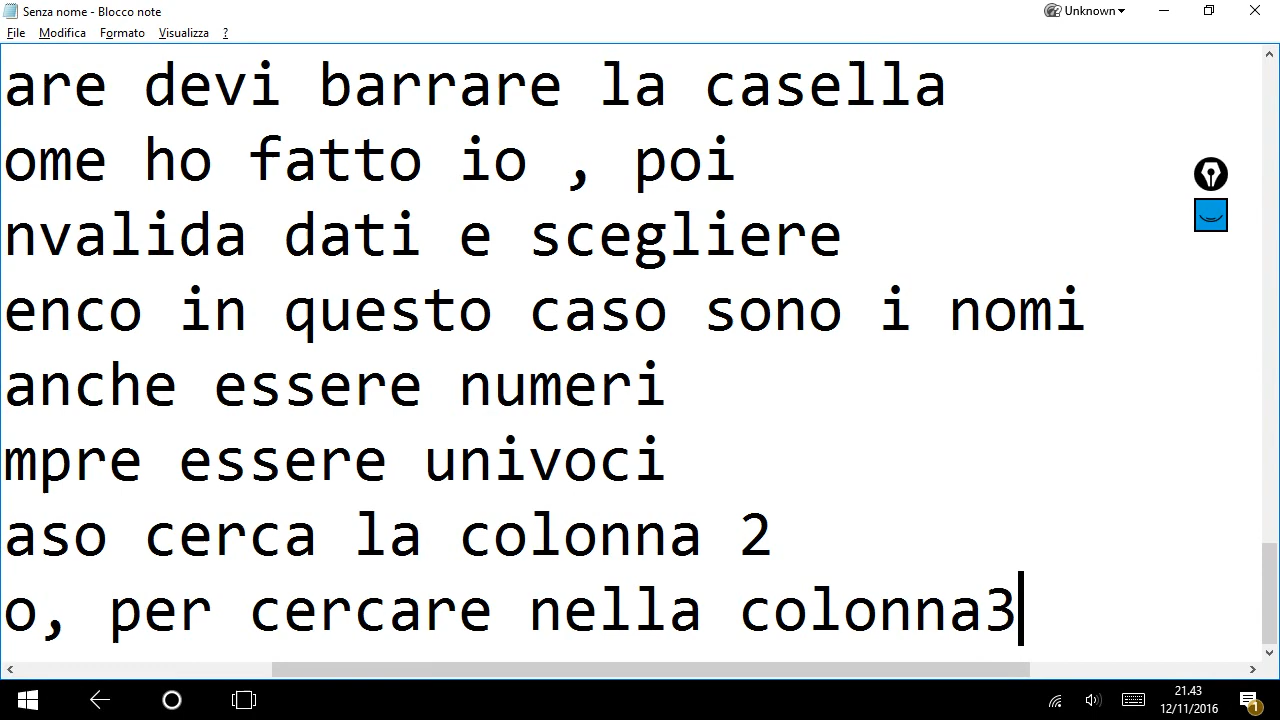 Senza nome - Blocco note
Unknown
File Modifica Formato Visualizza ?
are devi barrare la casella
ome ho fatto io , poi
nvalida dati e scegliere
enco in questo caso sono i nomi
anche essere numeri
mpre essere univoci
aso cerca la colonna 2
o, per cercare nella colonna3
21.43
12/11/2016
1